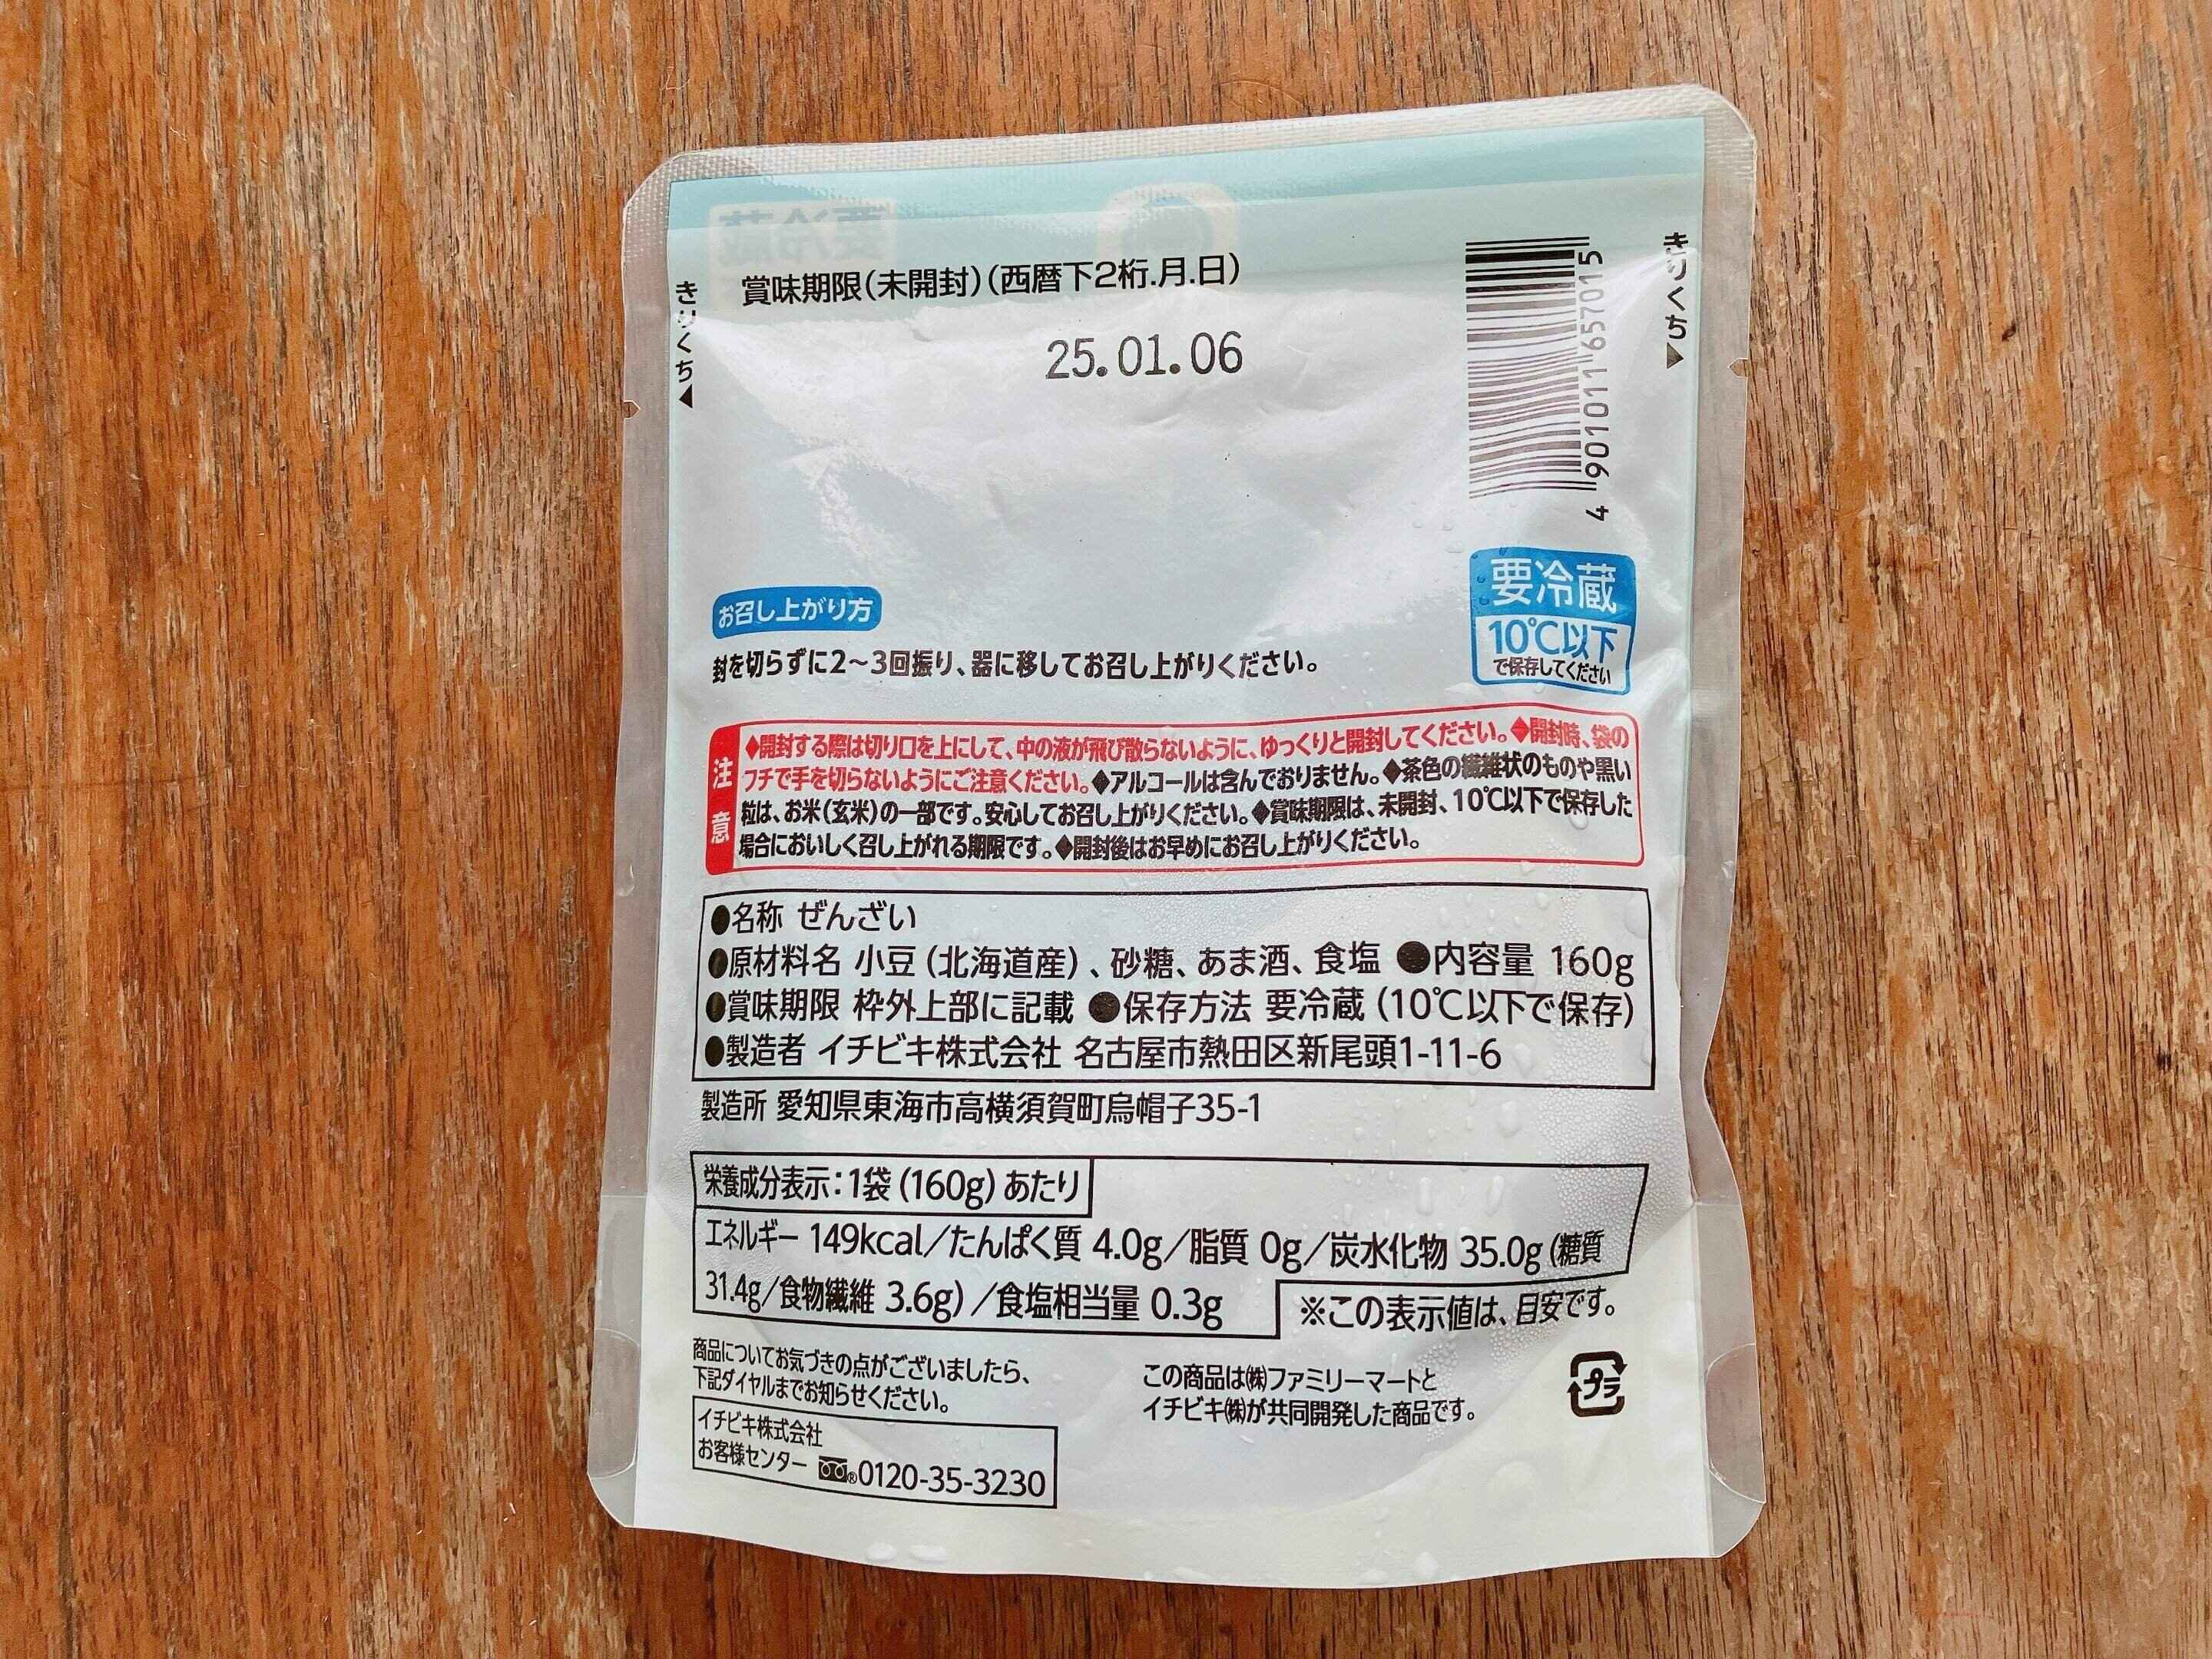 賞味期限(未開封)(西暦下2桁.月.日)
25.01.06
きりくち◀
きりくち▶
4 901011 657015
要冷蔵
10℃以下
で保存してください
お召し上がり方
封を切らずに2～3回振り、器に移してお召し上がりください。
注意
◆開封する際は切り口を上にして、中の液が飛び散らないように、ゆっくりと開封してください。◆開封時、袋の
フチで手を切らないようにご注意ください。◆アルコールは含んでおりません。◆茶色の繊維状のものや黒い
粒は、お米(玄米)の一部です。安心してお召し上がりください。◆賞味期限は、未開封、10℃以下で保存した
場合においしく召し上がれる期限です。◆開封後はお早めにお召し上がりください。
●名称 ぜんざい
●原材料名 小豆(北海道産)、砂糖、あま酒、食塩 ●内容量 160g
●賞味期限 枠外上部に記載 ●保存方法 要冷蔵(10℃以下で保存)
●製造者 イチビキ株式会社 名古屋市熱田区新尾頭1-11-6
製造所 愛知県東海市高横須賀町烏帽子35-1
栄養成分表示:1袋(160g)あたり
エネルギー 149kcal/たんぱく質 4.0g/脂質 0g/炭水化物 35.0g(糖質
31.4g/食物繊維 3.6g)/食塩相当量 0.3g
※この表示値は、目安です。
商品についてお気づきの点がございましたら、
下記ダイヤルまでお知らせください。
イチビキ株式会社
お客様センター ®0120-35-3230
この商品は㈱ファミリーマートと
イチビキ㈱が共同開発した商品です。
プラ